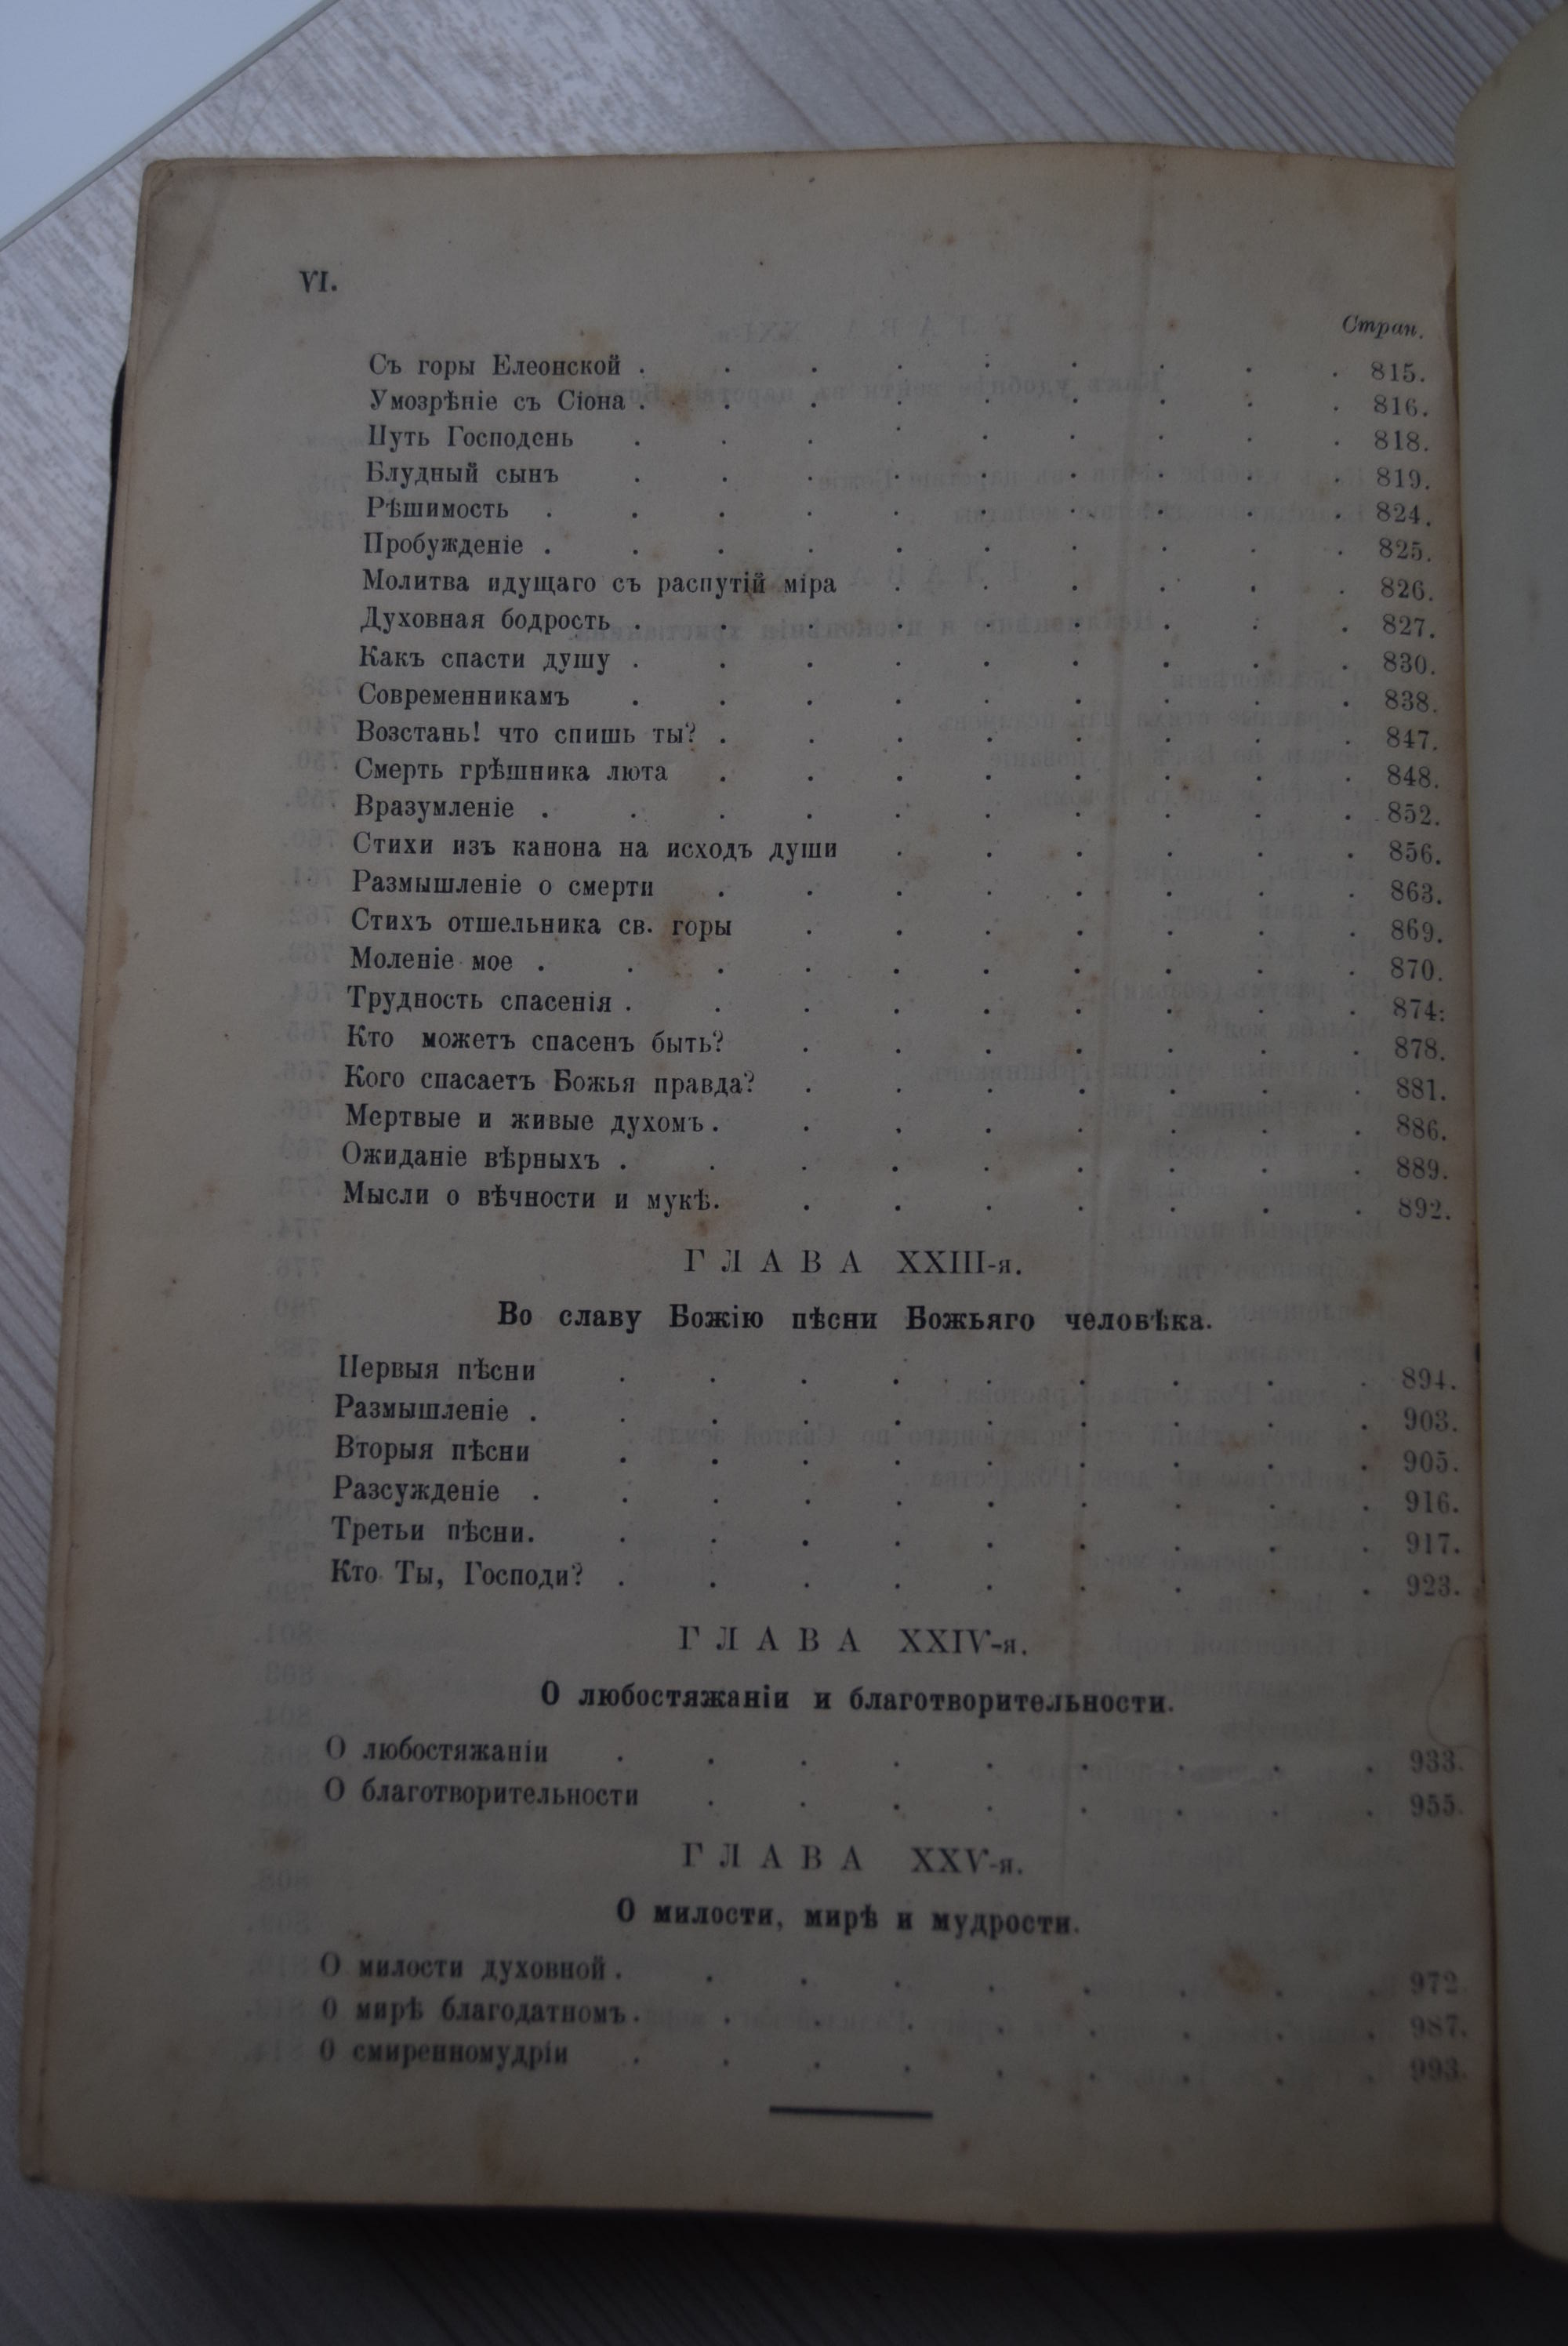 VI.
Стран.
Съ горы Елеонской . . . . . . . . . 815.
Умозрѣніе съ Сіона . . . . . . . . . 816.
Путь Господень . . . . . . . . . 818.
Блудный сынъ . . . . . . . . . 819.
Рѣшимость . . . . . . . . . . 824.
Пробужденіе . . . . . . . . . . 825.
Молитва идущаго съ распутій міра . . . . . . 826.
Духовная бодрость . . . . . . . . . 827.
Какъ спасти душу . . . . . . . . . 830.
Современникамъ . . . . . . . . . 838.
Возстань! что спишь ты? . . . . . . . . 847.
Смерть грѣшника люта . . . . . . . . 848.
Вразумленіе . . . . . . . . . . 852.
Стихи изъ канона на исходъ души . . . . . . 856.
Размышленіе о смерти . . . . . . . . 863.
Стихъ отшельника св. горы . . . . . . . 869.
Моленіе мое . . . . . . . . . . 870.
Трудность спасенія . . . . . . . . . 874:
Кто можетъ спасенъ быть? . . . . . . . 878.
Кого спасаетъ Божья правда? . . . . . . . 881.
Мертвые и живые духомъ . . . . . . . . 886.
Ожиданіе вѣрныхъ . . . . . . . . . 889.
Мысли о вѣчности и мукѣ. . . . . . . . 892.
ГЛАВА XXIII-я.
Во славу Божію пѣсни Божьяго человѣка.
Первыя пѣсни . . . . . . . . . 894.
Размышленіе . . . . . . . . . . 903.
Вторыя пѣсни . . . . . . . . . 905.
Разсужденіе . . . . . . . . . . 916.
Третьи пѣсни. . . . . . . . . . 917.
Кто Ты, Господи? . . . . . . . . . 923.
ГЛАВА XXIV-я.
О любостяжаніи и благотворительности.
О любостяжаніи . . . . . . . . . 933.
О благотворительности . . . . . . . . 955.
ГЛАВА XXV-я.
О милости, мирѣ и мудрости.
О милости духовной . . . . . . . . . 972
О мирѣ благодатномъ . . . . . . . . . 987.
О смиренномудріи . . . . . . . . . 993.